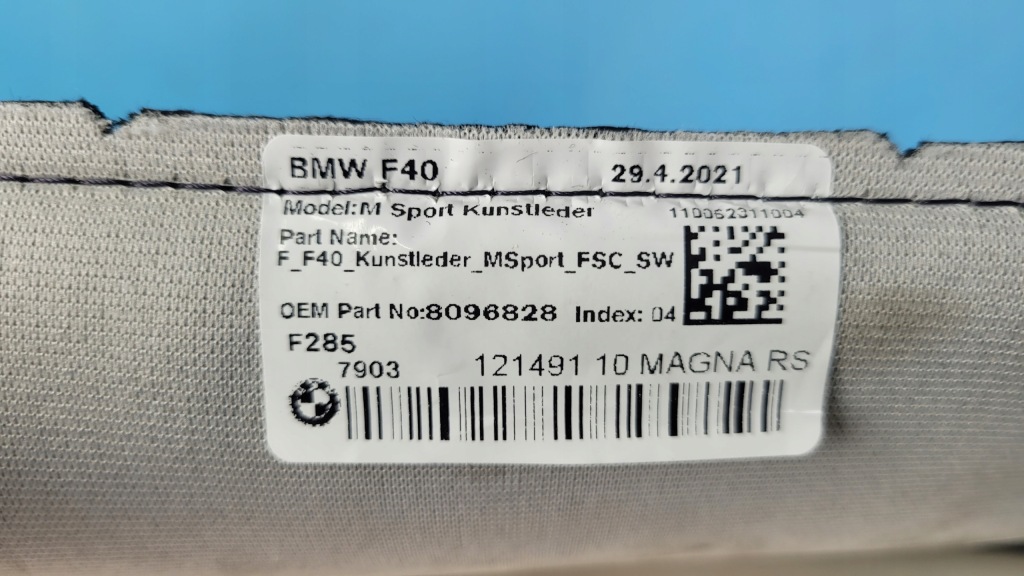 BMW F40 29.4.2021
Model:M Sport Kunstleder 110052311004
Part Name:
F_F40_Kunstleder_MSport_FSC_SW
OEM Part No:8096828 Index: 04
F285
7903 121491 10 MAGNA RS